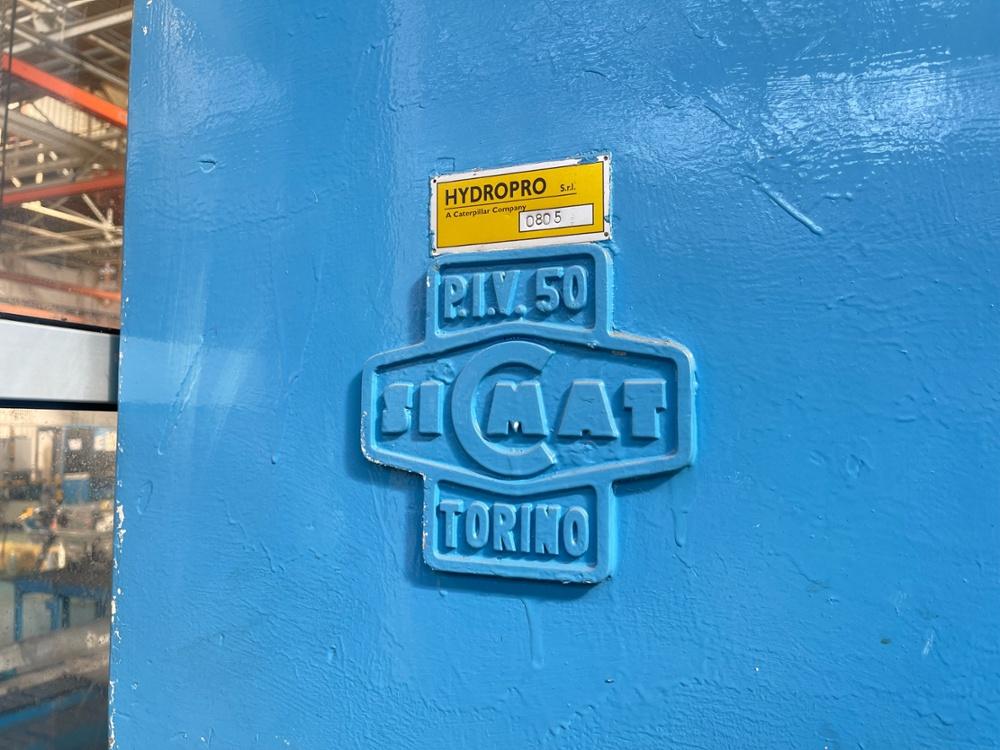 HYDROPRO S.r.l.
A Caterpillar Company
0805
P.I.V. 50
SICMAT
TORINO